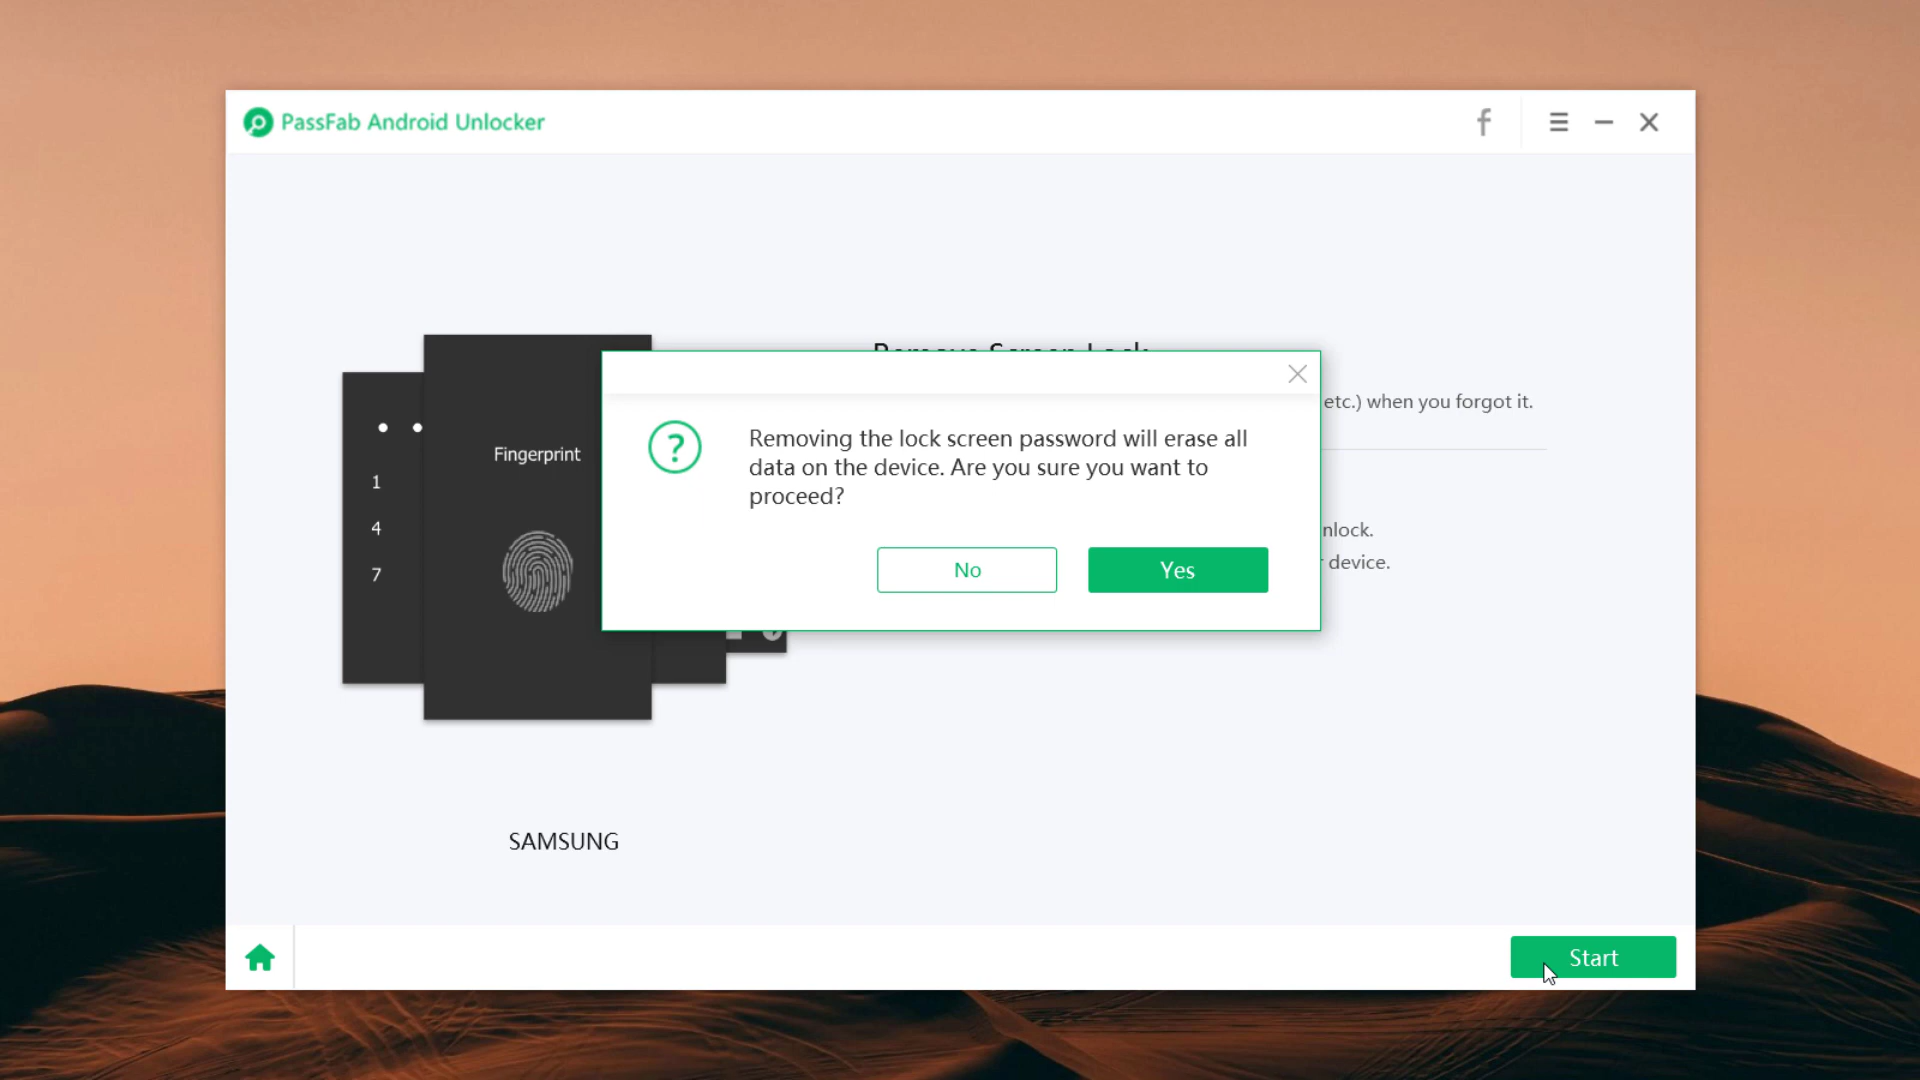 PassFab Android Unlocker
etc.) when you forgot it.
Fingerprint
1
4
7
Removing the lock screen password will erase all
data on the device. Are you sure you want to
proceed?
nlock.
device.
No
Yes
SAMSUNG
Start